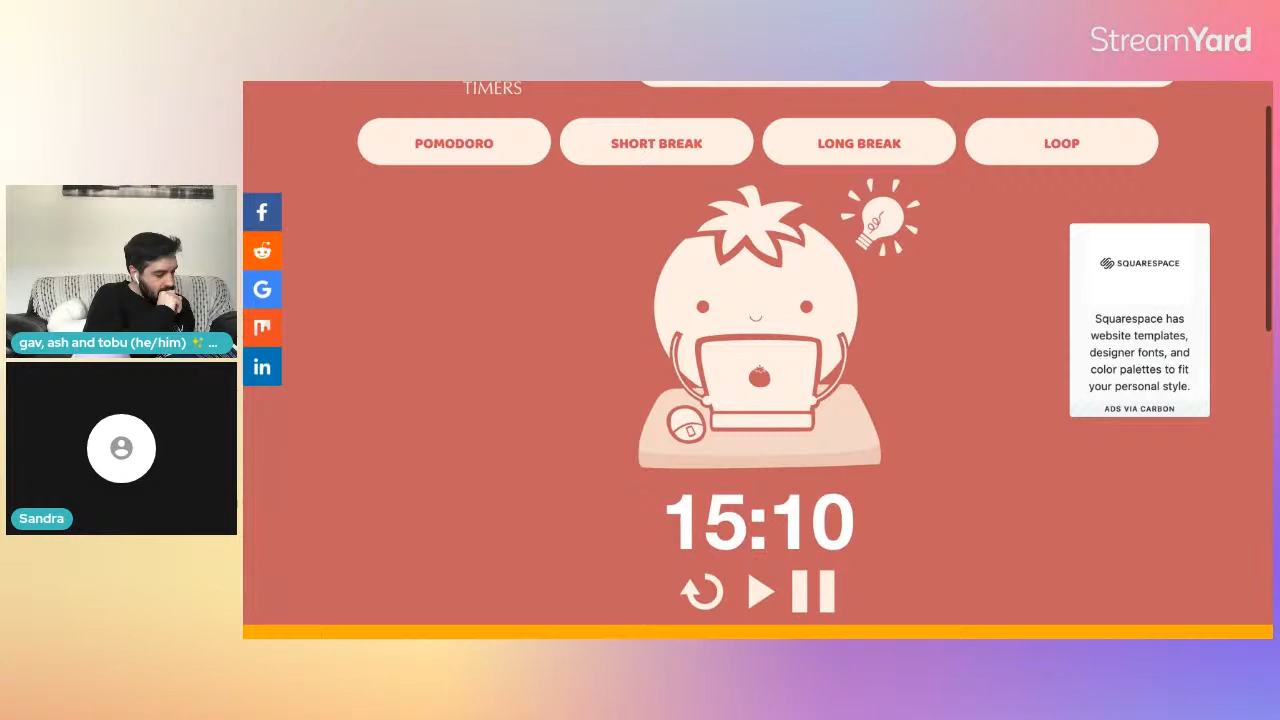 StreamYard
TIMERS
POMODORO
SHORT BREAK
LONG BREAK
LOOP
SQUARESPACE
Squarespace has
website templates,
designer fonts, and
color palettes to fit
your personal style.
ADS VIA CARBON
gav, ash and tobu (he/him) ✨ ...
Sandra
15:10